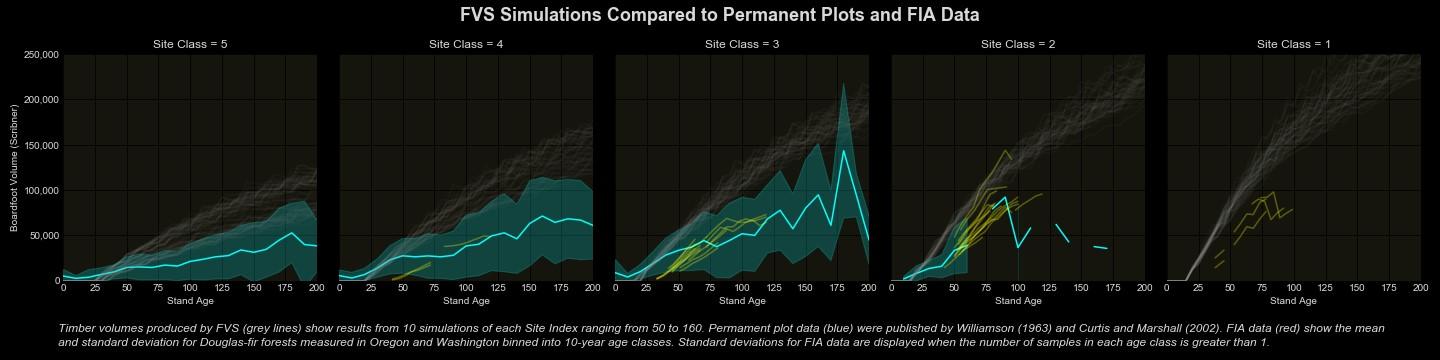 FVS Simulations Compared to Permanent Plots and FIA Data
Site Class = 5
Site Class = 4
Site Class = 3
Site Class = 2
Site Class = 1
250,000
200,000
150,000
100,000
50,000
0
Boardfoot Volume (Scribner)
0 25 50 75 100 125 150 175 200
0 25 50 75 100 125 150 175 200
0 25 50 75 100 125 150 175 200
0 25 50 75 100 125 150 175 200
0 25 50 75 100 125 150 175 200
Stand Age
Stand Age
Stand Age
Stand Age
Stand Age
Timber volumes produced by FVS (grey lines) show results from 10 simulations of each Site Index ranging from 50 to 160. Permament plot data (blue) were published by Williamson (1963) and Curtis and Marshall (2002). FIA data (red) show the mean
and standard deviation for Douglas-fir forests measured in Oregon and Washington binned into 10-year age classes. Standard deviations for FIA data are displayed when the number of samples in each age class is greater than 1.